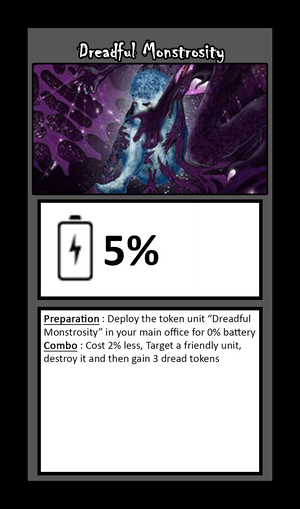 Dreadful Monstrosity
5%
Preparation : Deploy the token unit “Dreadful
Monstrosity” in your main office for 0% battery
Combo : Cost 2% less, Target a friendly unit,
destroy it and then gain 3 dread tokens